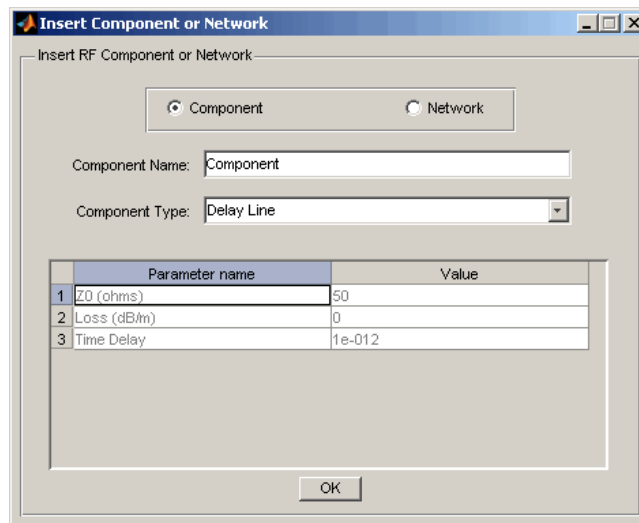 Insert Component or Network
Insert RF Component or Network
Component Network
Component Name: Component
Component Type: Delay Line
Parameter name Value
1 Z0 (ohms) 50
2 Loss (dB/m) 0
3 Time Delay 1e-012
OK